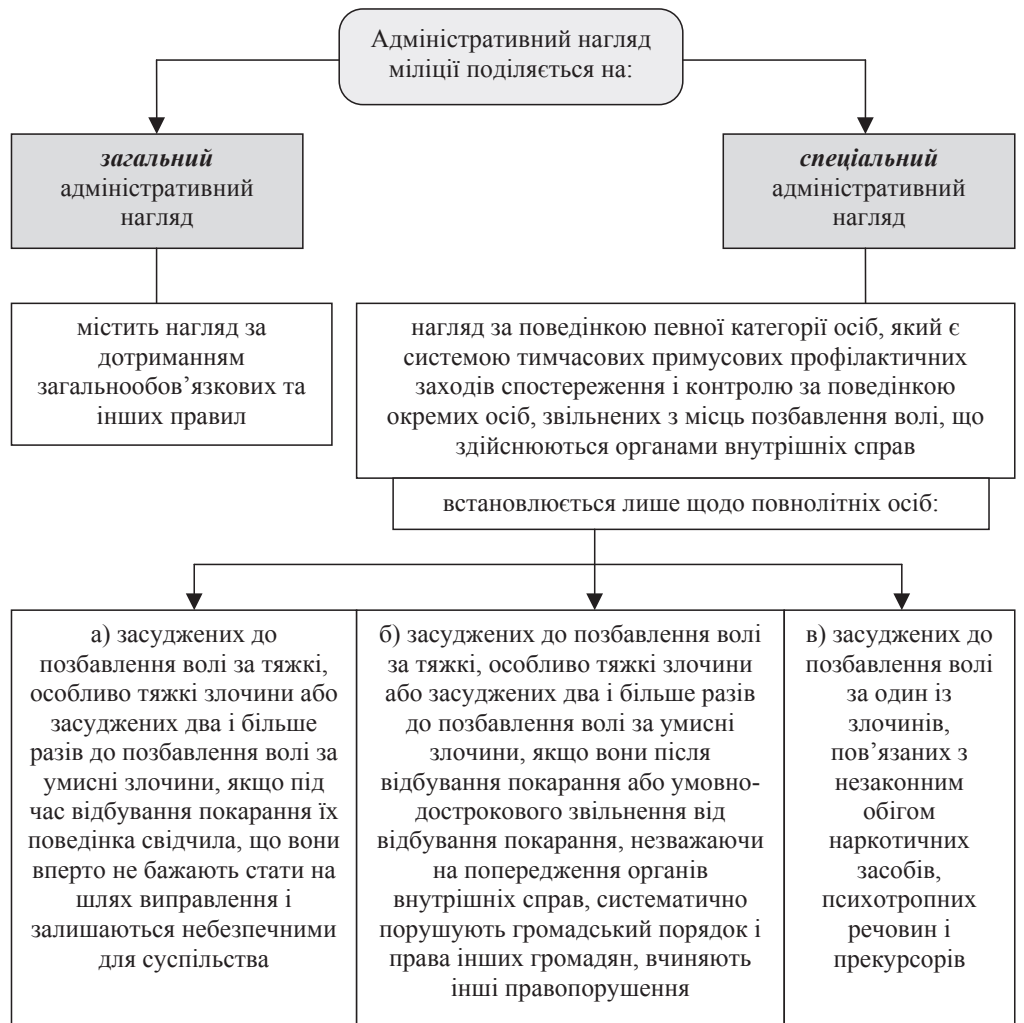 Адміністративний нагляд
міліції поділяється на:
загальний
адміністративний
нагляд
спеціальний
адміністративний
нагляд
містить нагляд за
дотриманням
загальнообов’язкових та
інших правил
нагляд за поведінкою певної категорії осіб, який є
системою тимчасових примусових профілактичних
заходів спостереження і контролю за поведінкою
окремих осіб, звільнених з місць позбавлення волі, що
здійснюються органами внутрішніх справ
встановлюється лише щодо повнолітніх осіб:
а) засуджених до
позбавлення волі за тяжкі,
особливо тяжкі злочини або
засуджених два і більше
разів до позбавлення волі за
умисні злочини, якщо під
час відбування покарання їх
поведінка свідчила, що вони
вперто не бажають стати на
шлях виправлення і
залишаються небезпечними
для суспільства
б) засуджених до позбавлення волі
за тяжкі, особливо тяжкі злочини
або засуджених два і більше разів
до позбавлення волі за умисні
злочини, якщо вони після
відбування покарання або умовно-
дострокового звільнення від
відбування покарання, незважаючи
на попередження органів
внутрішніх справ, систематично
порушують громадський порядок і
права інших громадян, вчиняють
інші правопорушення
в) засуджених до
позбавлення волі
за один із
злочинів,
пов’язаних з
незаконним
обігом
наркотичних
засобів,
психотропних
речовин і
прекурсорів